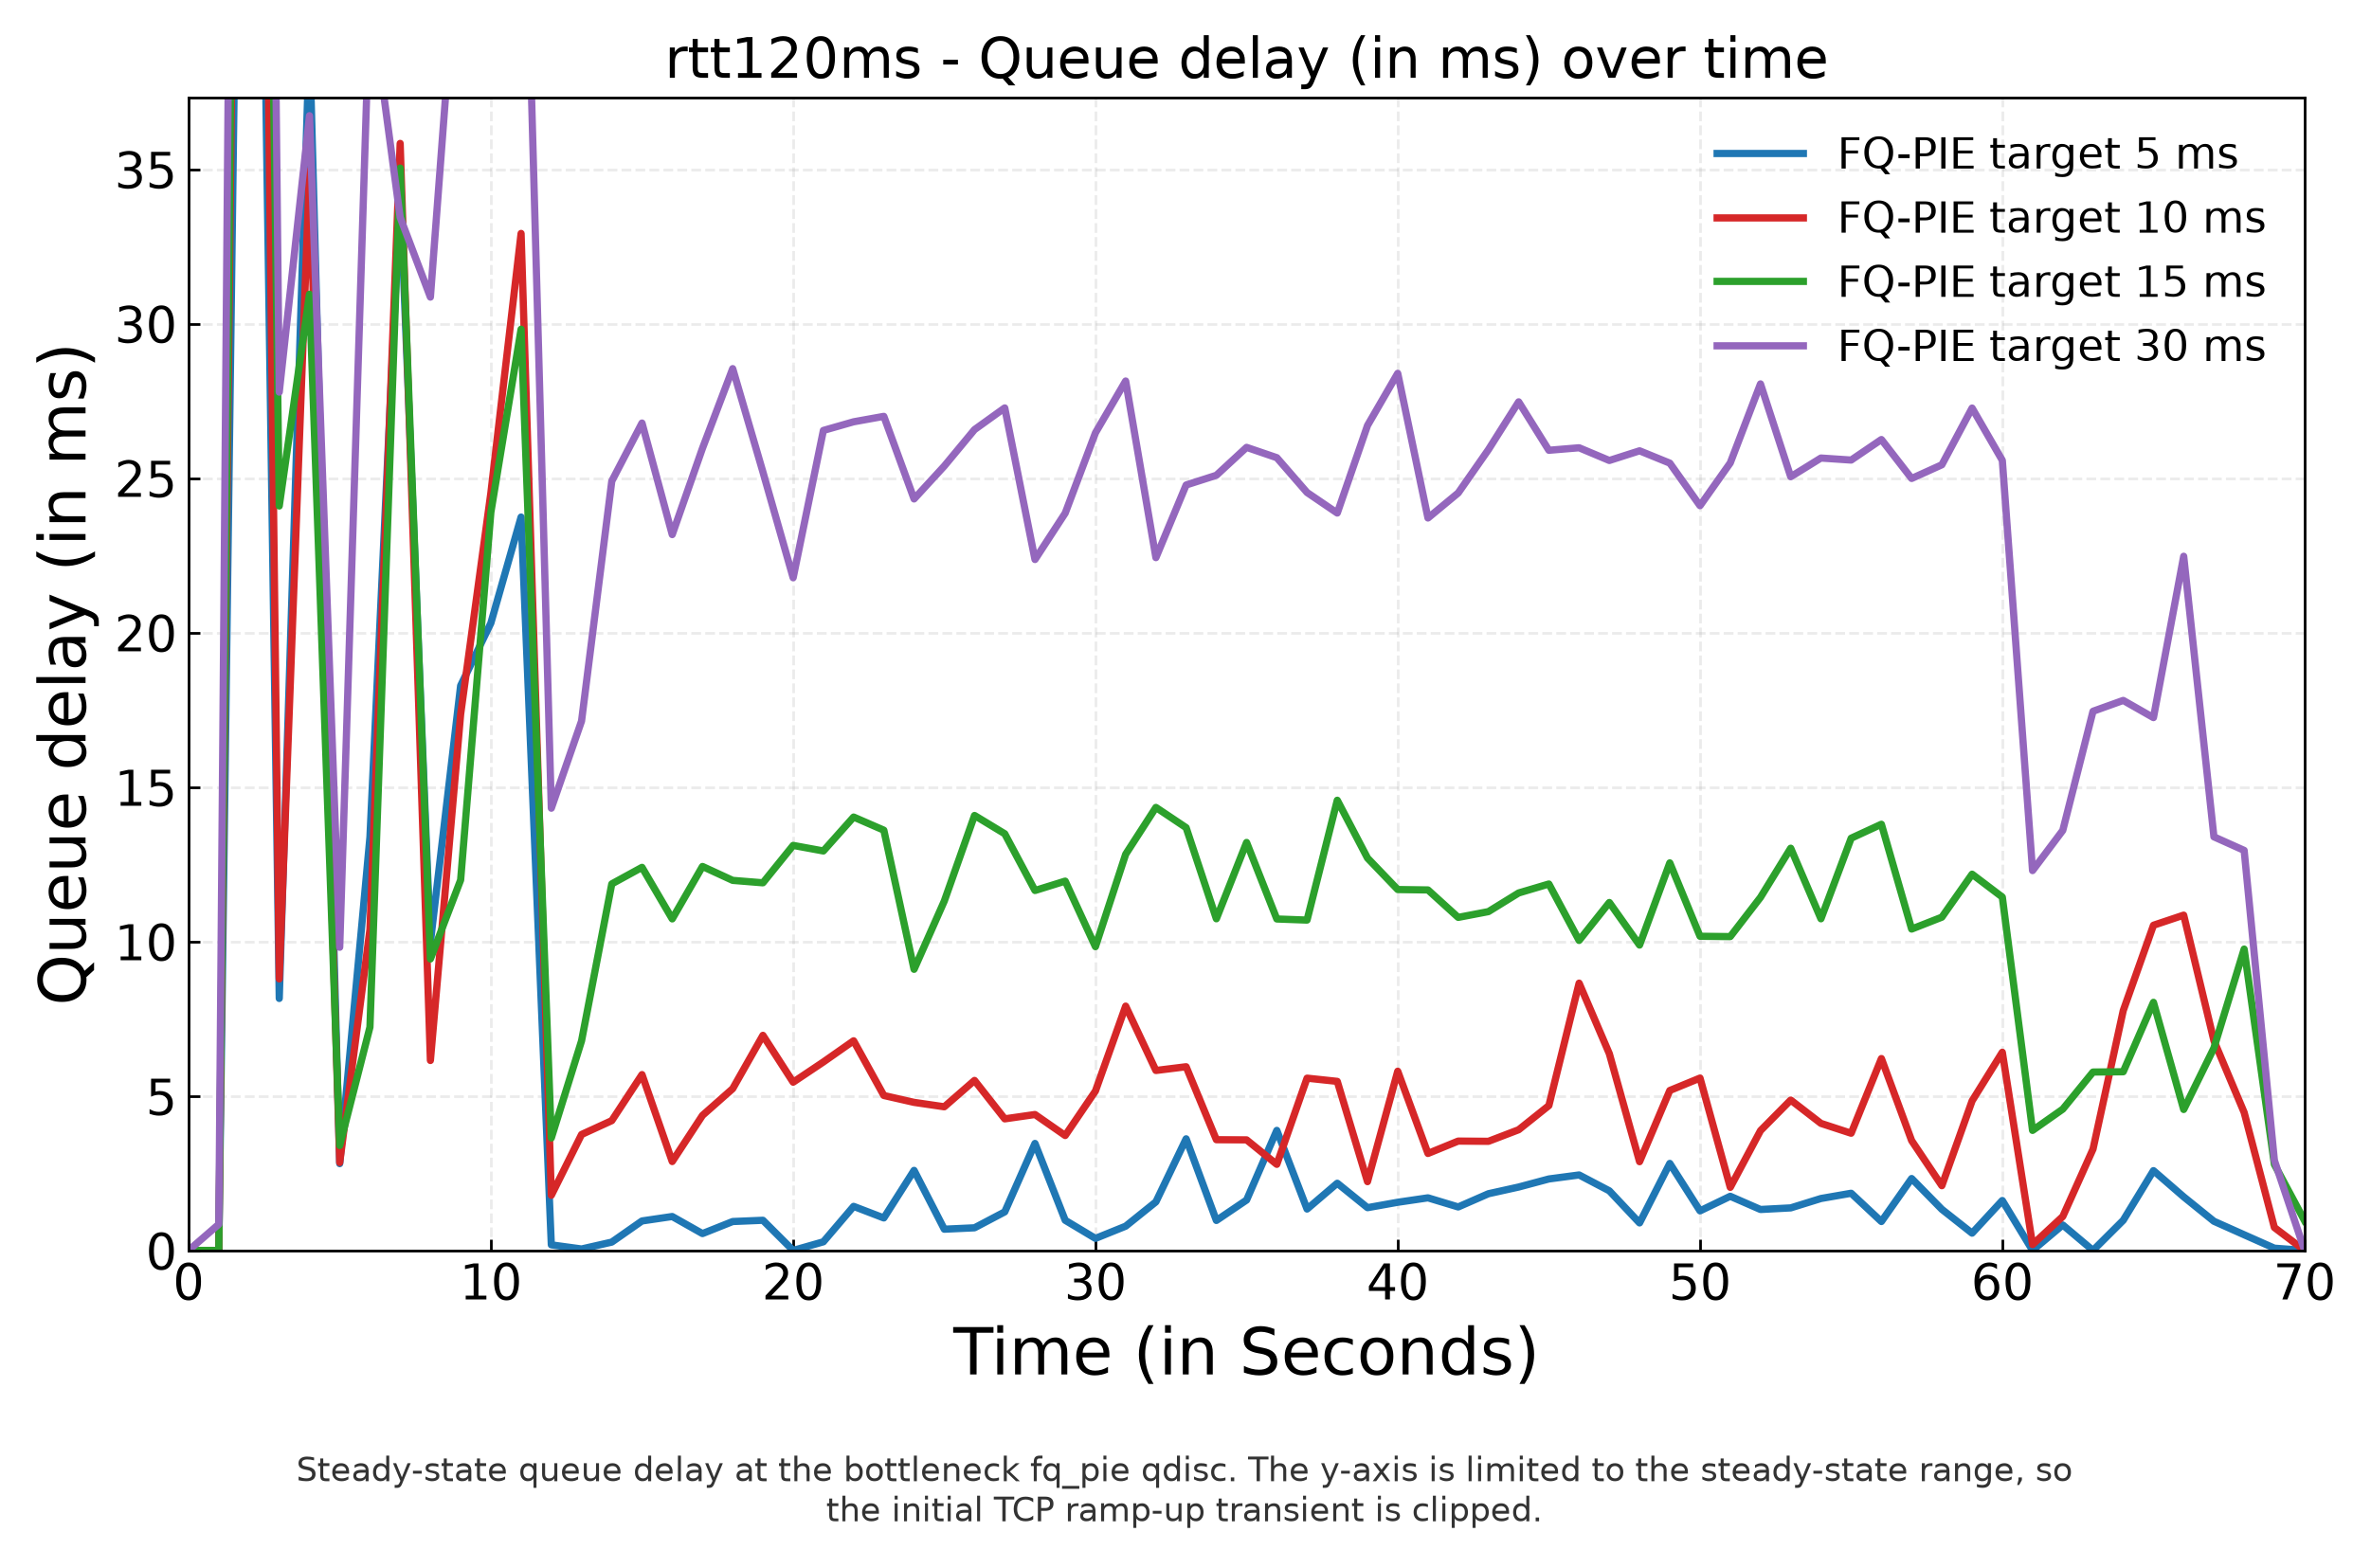 rtt120ms - Queue delay (in ms) over time
FQ-PIE target 5 ms
FQ-PIE target 10 ms
FQ-PIE target 15 ms
FQ-PIE target 30 ms
Queue delay (in ms)
35
30
25
20
15
10
5
0
0 10 20 30 40 50 60 70
Time (in Seconds)
Steady-state queue delay at the bottleneck fq_pie qdisc. The y-axis is limited to the steady-state range, so
the initial TCP ramp-up transient is clipped.